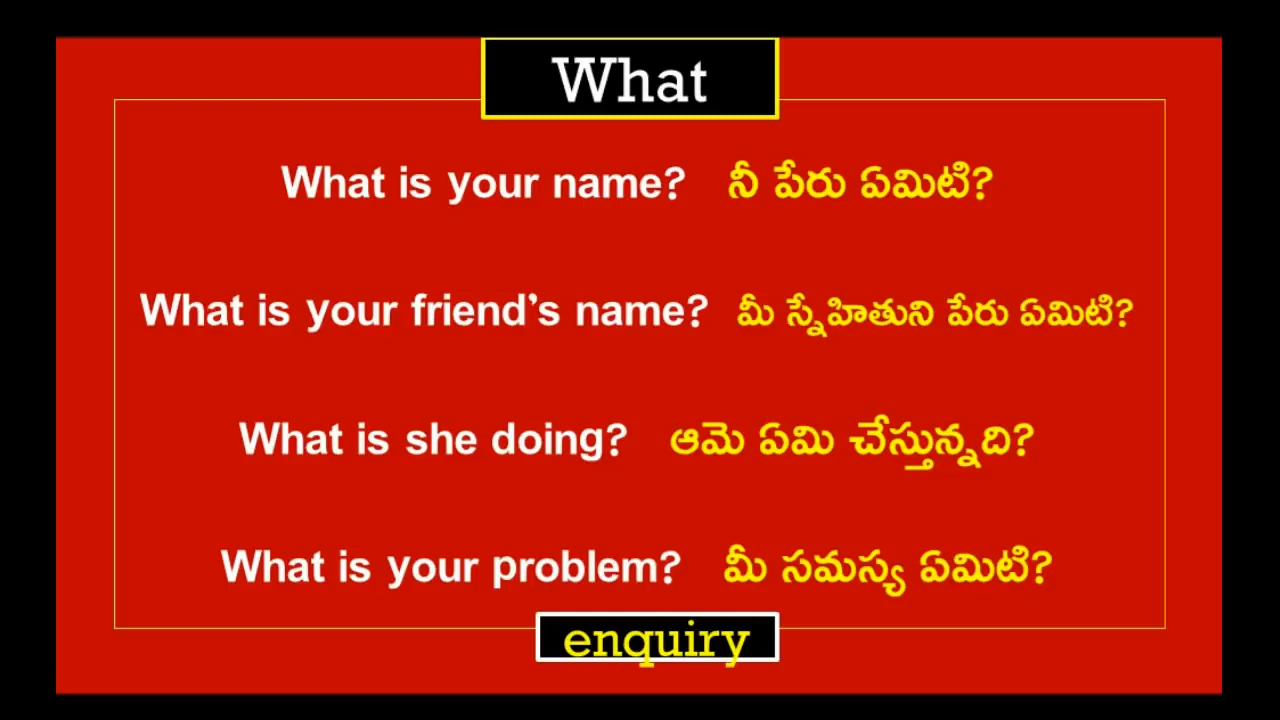 What
What is your name? నీ పేరు ఏమిటి?
What is your friend’s name? మీ స్నేహితుని పేరు ఏమిటి?
What is she doing? ఆమె ఏమి చేస్తున్నది?
What is your problem? మీ సమస్య ఏమిటి?
enquiry